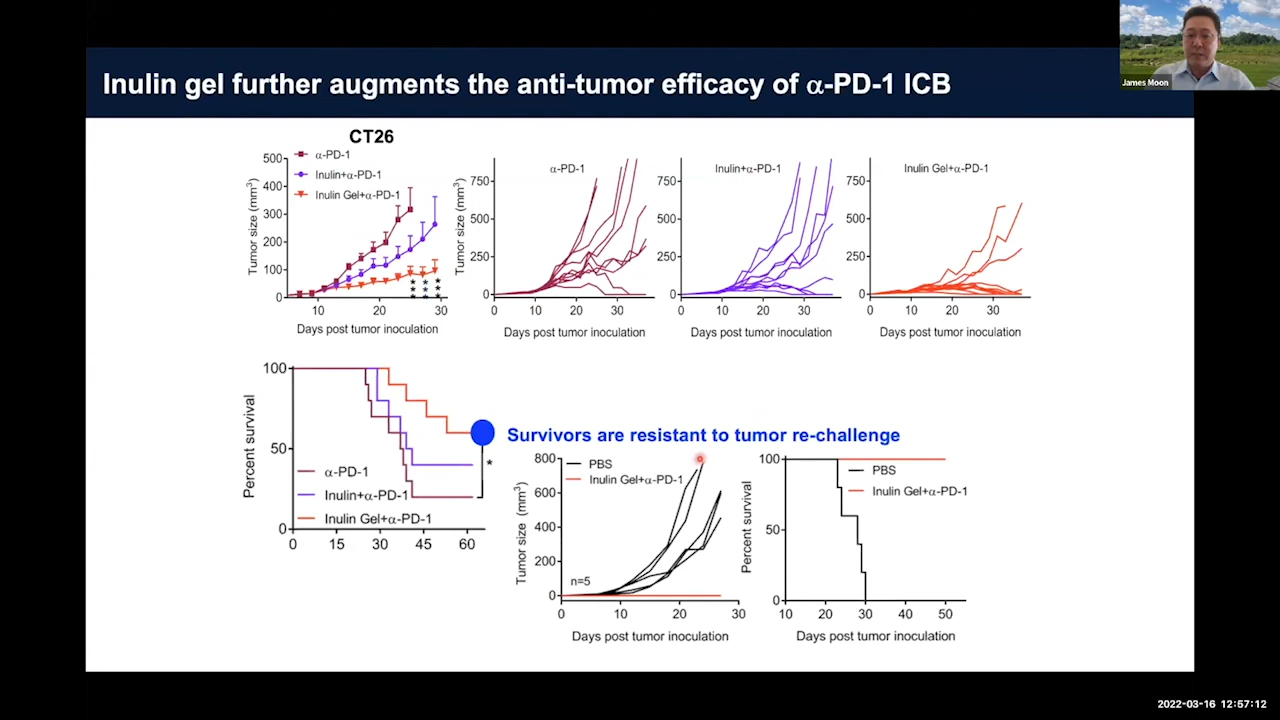 Inulin gel further augments the anti-tumor efficacy of α-PD-1 ICB
James Moon
CT26
α-PD-1
Inulin+α-PD-1
Inulin Gel+α-PD-1
500
400
300
200
100
0
Tumor size (mm³)
10
20
30
***
***
***
Days post tumor inoculation
α-PD-1
750
500
250
0
Tumor size (mm³)
0
10
20
30
Days post tumor inoculation
Inulin+α-PD-1
750
500
250
0
0
10
20
30
Days post tumor inoculation
Inulin Gel+α-PD-1
750
500
250
0
0
10
20
30
Days post tumor inoculation
100
50
0
Percent survival
α-PD-1
Inulin+α-PD-1
Inulin Gel+α-PD-1
*
0
15
30
45
60
Survivors are resistant to tumor re-challenge
800
600
400
200
0
Tumor size (mm³)
PBS
Inulin Gel+α-PD-1
n=5
0
10
20
30
Days post tumor inoculation
100
50
0
Percent survival
PBS
Inulin Gel+α-PD-1
10
20
30
40
50
Days post tumor inoculation
2022-03-16 12:57:12